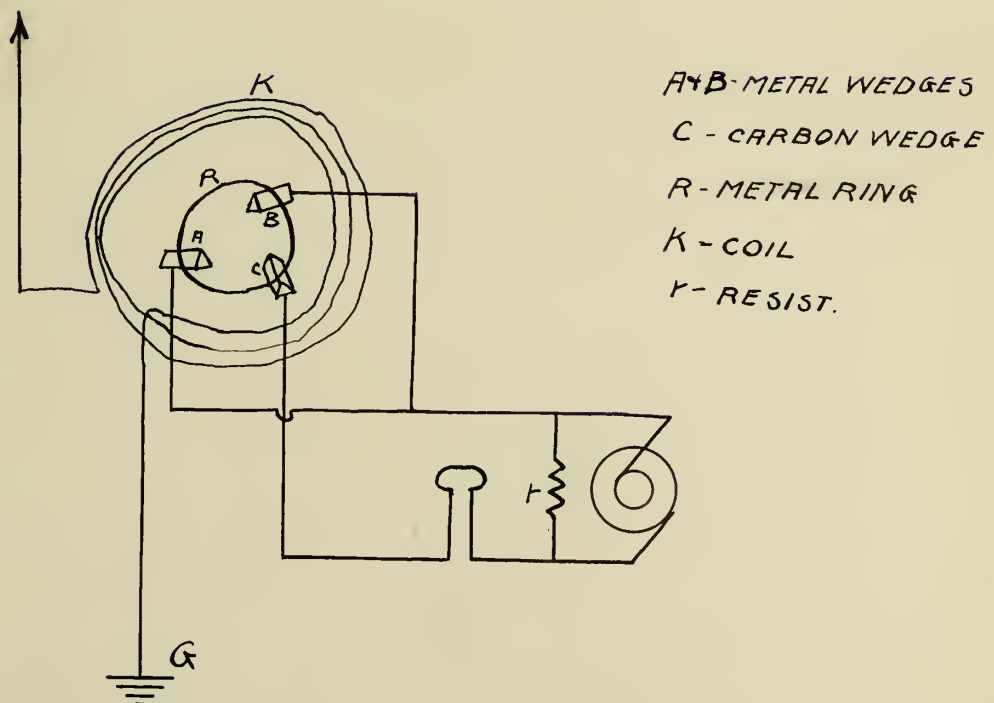 K
R
B
A
C
r
G
A&B-METAL WEDGES
C - CARBON WEDGE
R - METAL RING
K - COIL
r - RESIST.